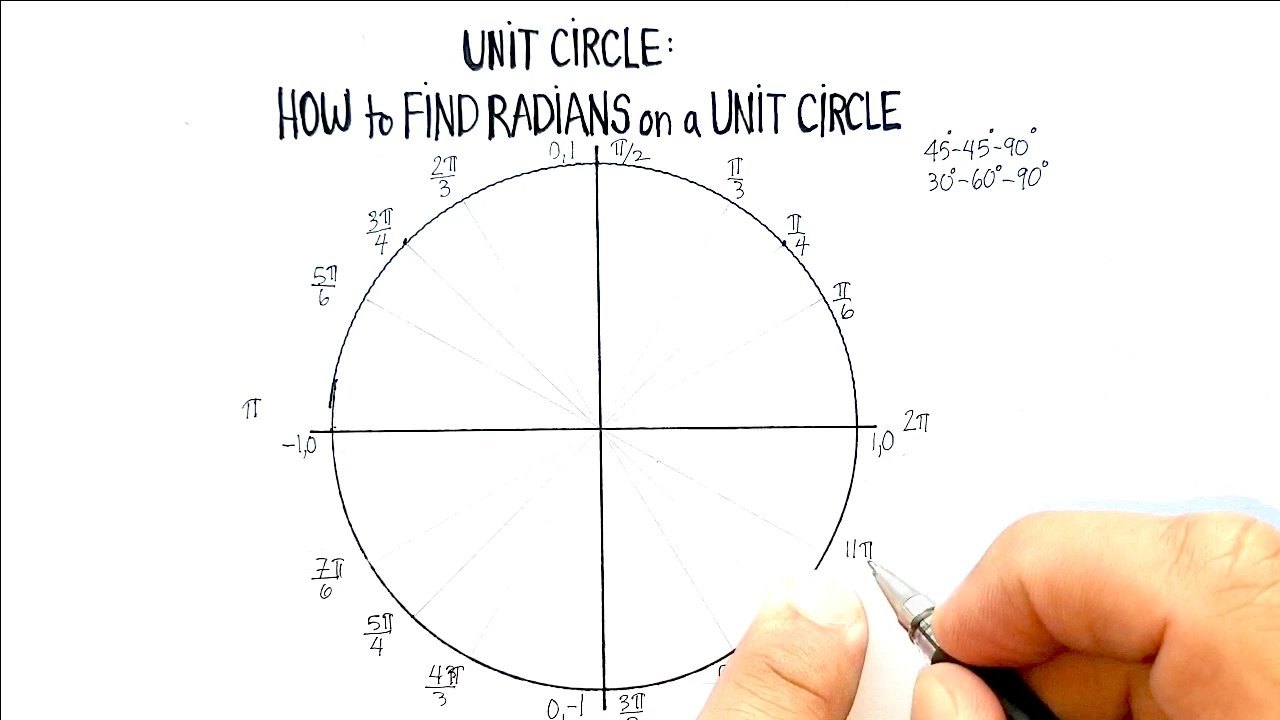 UNIT CIRCLE:
HOW to FIND RADIANS on a UNIT CIRCLE
45°-45°-90°
30°-60°-90°
0,1 π/2
2π/3
π/3
3π/4
π/4
5π/6
π/6
π
2π
-1,0
1,0
11π
7π/6
5π/4
4π/3
0,-1
3π